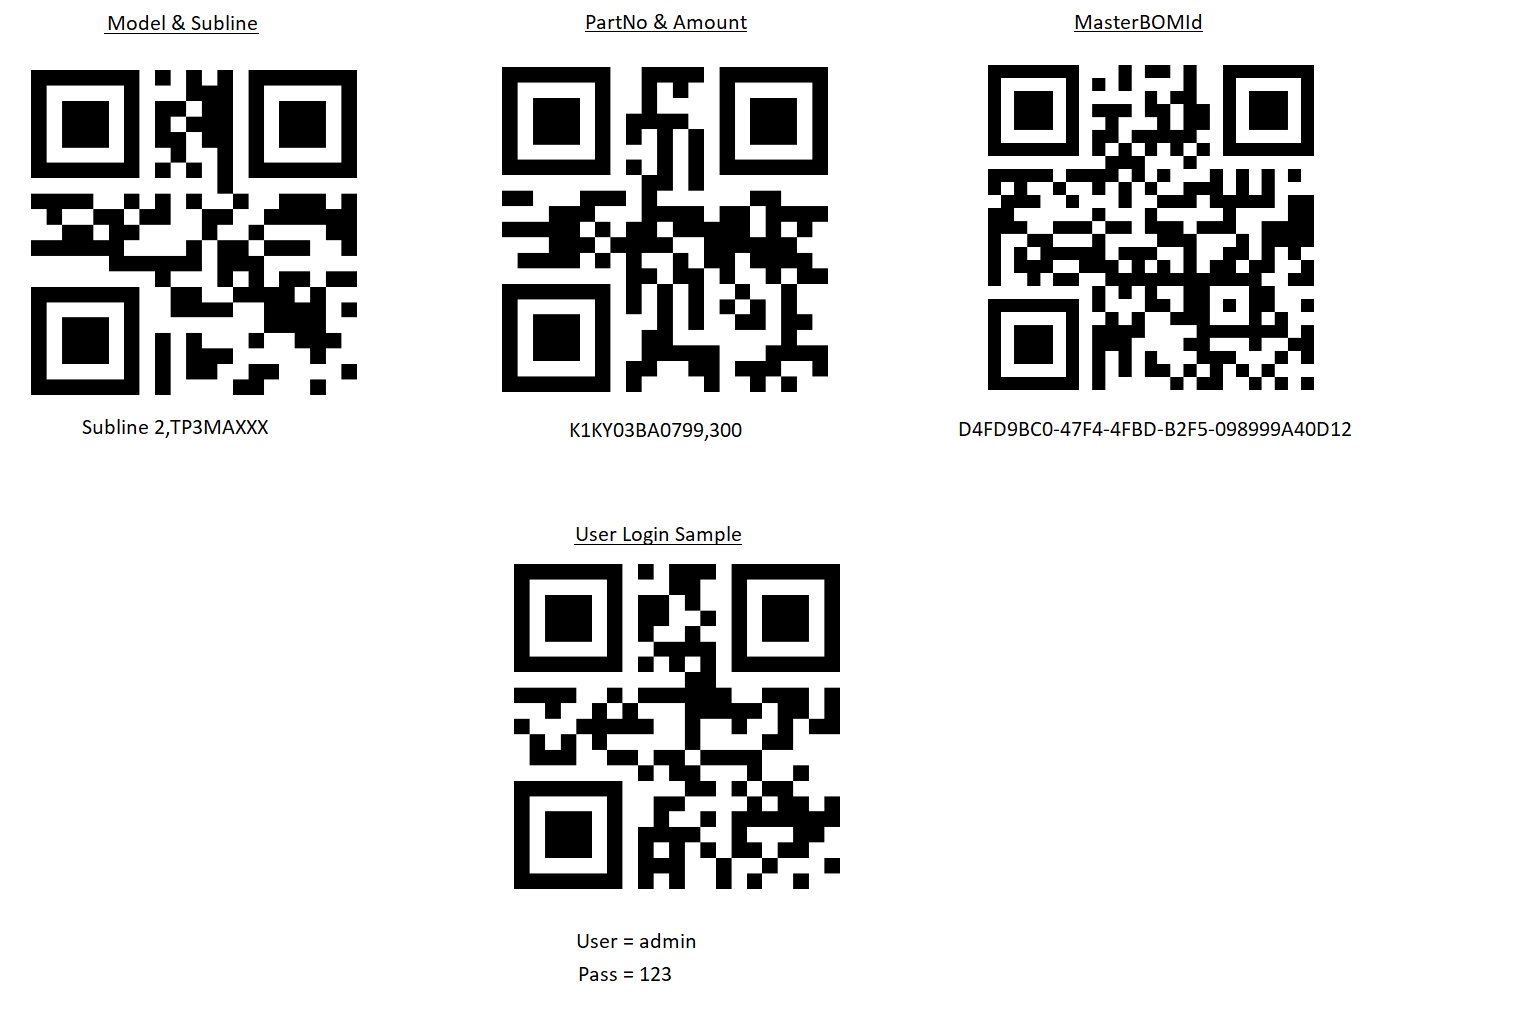 Model & Subline
PartNo & Amount
MasterBOMId
Subline 2,TP3MAXXX
K1KY03BA0799,300
D4FD9BC0-47F4-4FBD-B2F5-098999A40D12
User Login Sample
User = admin
Pass = 123